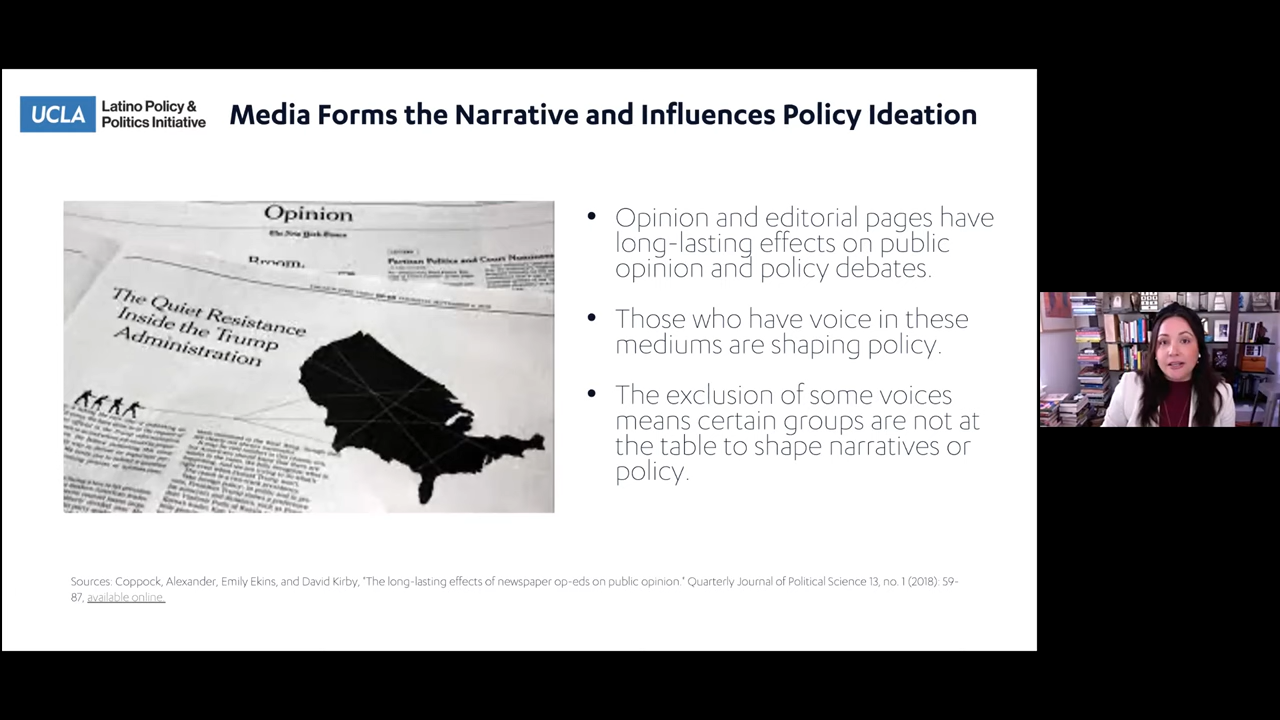 UCLA
Latino Policy &
Politics Initiative
Media Forms the Narrative and Influences Policy Ideation
Opinion
The New York Times
Broom.
Partisan Politics and Court Nominees
The Quiet Resistance
Inside the Trump
Administration
• Opinion and editorial pages have
long-lasting effects on public
opinion and policy debates.
• Those who have voice in these
mediums are shaping policy.
• The exclusion of some voices
means certain groups are not at
the table to shape narratives or
policy.
Sources: Coppock, Alexander, Emily Ekins, and David Kirby, "The long-lasting effects of newspaper op-eds on public opinion." Quarterly Journal of Political Science 13, no. 1 (2018): 59-
87, available online.